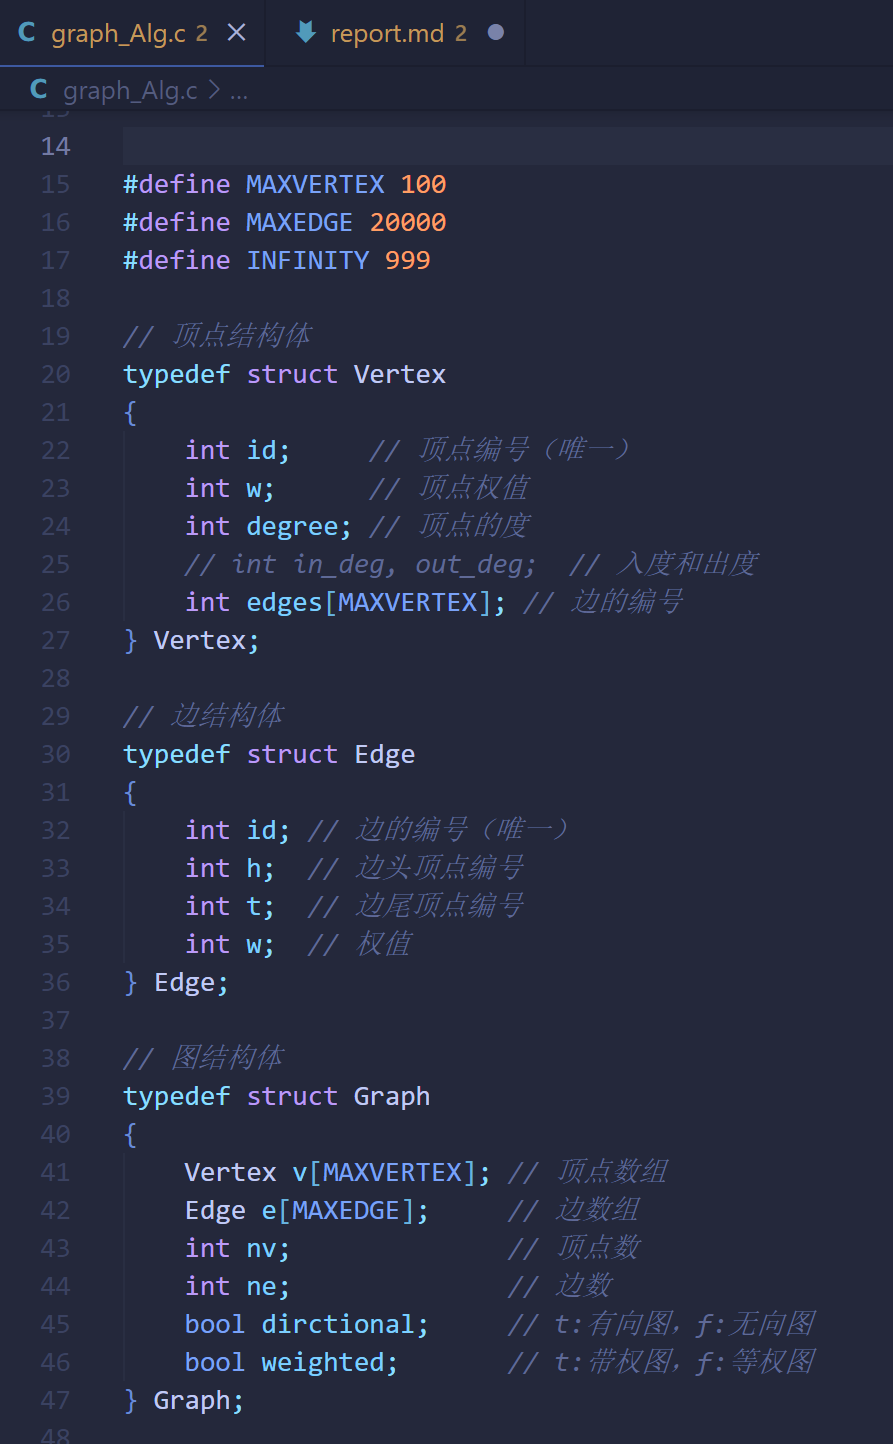 C graph_Alg.c 2 × report.md 2 ●
C graph_Alg.c > ...
14
15 #define MAXVERTEX 100
16 #define MAXEDGE 20000
17 #define INFINITY 999
18
19 // 顶点结构体
20 typedef struct Vertex
21 {
22 int id; // 顶点编号（唯一）
23 int w; // 顶点权值
24 int degree; // 顶点的度
25 // int in_deg, out_deg; // 入度和出度
26 int edges[MAXVERTEX]; // 边的编号
27 } Vertex;
28
29 // 边结构体
30 typedef struct Edge
31 {
32 int id; // 边的编号（唯一）
33 int h; // 边头顶点编号
34 int t; // 边尾顶点编号
35 int w; // 权值
36 } Edge;
37
38 // 图结构体
39 typedef struct Graph
40 {
41 Vertex v[MAXVERTEX]; // 顶点数组
42 Edge e[MAXEDGE]; // 边数组
43 int nv; // 顶点数
44 int ne; // 边数
45 bool dirctional; // t:有向图，f:无向图
46 bool weighted; // t:带权图，f:等权图
47 } Graph;
48